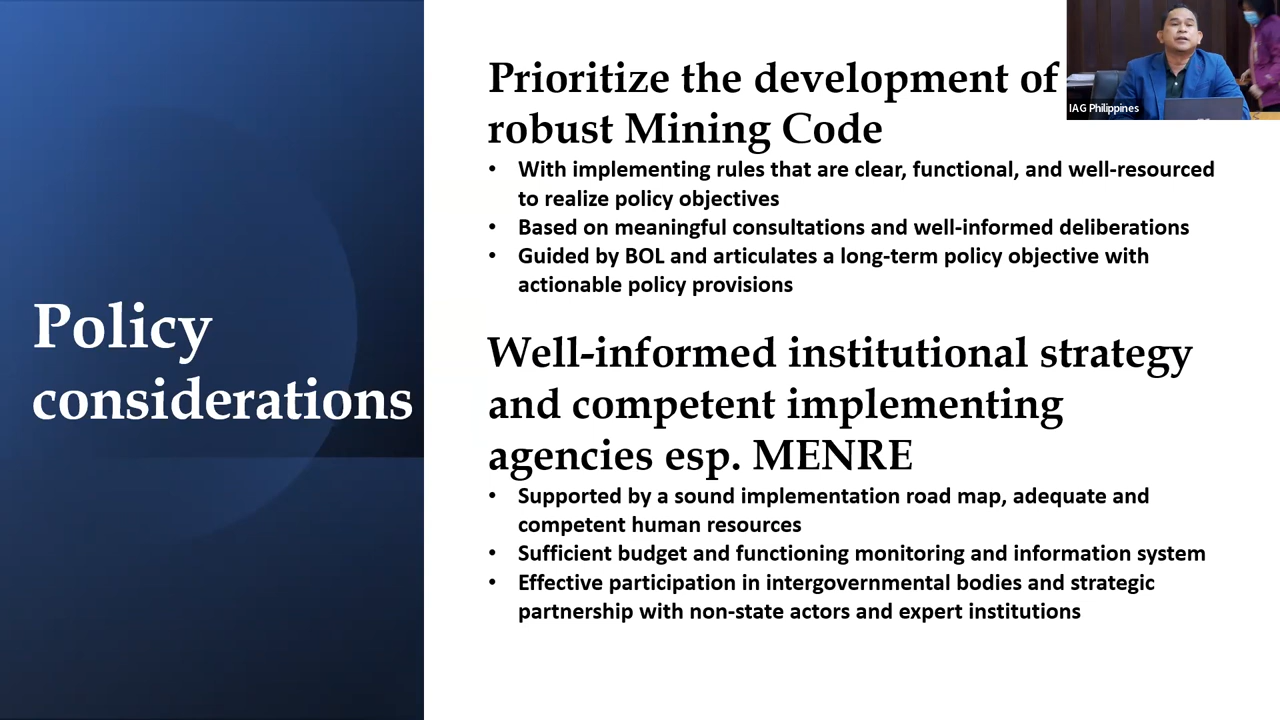 Policy
considerations
Prioritize the development of
robust Mining Code
• With implementing rules that are clear, functional, and well-resourced
to realize policy objectives
• Based on meaningful consultations and well-informed deliberations
• Guided by BOL and articulates a long-term policy objective with
actionable policy provisions
Well-informed institutional strategy
and competent implementing
agencies esp. MENRE
• Supported by a sound implementation road map, adequate and
competent human resources
• Sufficient budget and functioning monitoring and information system
• Effective participation in intergovernmental bodies and strategic
partnership with non-state actors and expert institutions
IAG Philippines